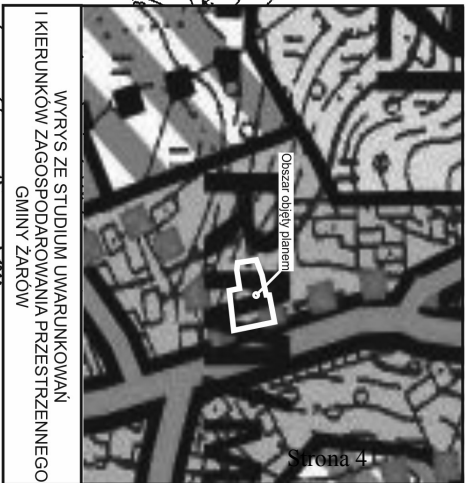 WYRYS ZE STUDIUM UWARUNKOWAŃ
I KIERUNKÓW ZAGOSPODAROWANIA PRZESTRZENNEGO
GMINY ŻARÓW
Obszar objęty planem
Strona 4